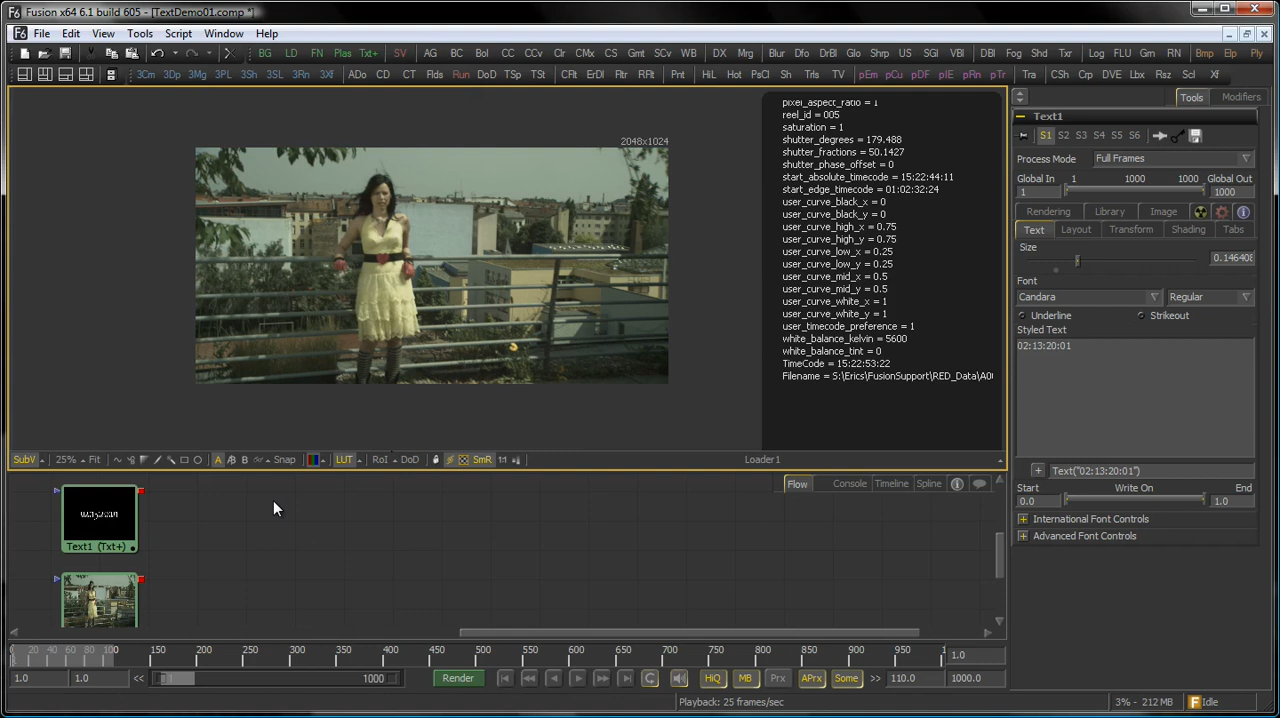 Fusion x64 6.1 build 605 - [TextDemo01.comp *]
File Edit View Tools Script Window Help
BG LD FN Plas Txt+ SV AG BC Bol CC CCv Clr CMx CS Gmt SCv WB DX Mrg Blur Dfo DrBl Glo Shrp US SGl VBl DBl Fog Shd Txr Log FLU Gm RN Bmp Elp Ply
3Cm 3Dp 3Mg 3PL 3Sh 3SL 3Rn 3Xf ADo CD CT Flds Run DoD TSp TSt CFlt ErDl Fltr RFlt Pnt HiL Hot PsCl Sh Trls TV pEm pCu pDF pIE pRn pTr Tra CSh Crp DVE Lbx Rsz Scl Xf
2048x1024
pixel_aspect_ratio = 1
reel_id = 005
saturation = 1
shutter_degrees = 179.488
shutter_fractions = 50.1427
shutter_phase_offset = 0
start_absolute_timecode = 15:22:44:11
start_edge_timecode = 01:02:32:24
user_curve_black_x = 0
user_curve_black_y = 0
user_curve_high_x = 0.75
user_curve_high_y = 0.75
user_curve_low_x = 0.25
user_curve_low_y = 0.25
user_curve_mid_x = 0.5
user_curve_mid_y = 0.5
user_curve_white_x = 1
user_curve_white_y = 1
user_timecode_preference = 1
white_balance_kelvin = 5600
white_balance_tint = 0
TimeCode = 15:22:53:22
Filename = S:\Erics\FusionSupport\RED_Data\A0
SubV 25% Fit A B Snap LUT RoI DoD SmR 1:1 Loader1
Tools Modifiers
Text1
S1 S2 S3 S4 S5 S6
Process Mode Full Frames
Global In 1 1000 1000 Global Out
1 1000
Rendering Library Image
Text Layout Transform Shading Tabs
Size
0.146408
Font
Candara Regular
Underline Strikeout
Styled Text
02:13:20:01
Text("02:13:20:01")
Start Write On End
0.0 1.0
International Font Controls
Advanced Font Controls
Flow Console Timeline Spline
Text1 (Txt+)
0 20 40 60 80 100 150 200 250 300 350 400 450 500 550 600 650 700 750 800 850 900 950 1
1.0
1.0 1.0 << 1 1000 Render HiQ MB Prx APrx Some >> 110.0 1000.0
Playback: 25 frames/sec
3% - 212 MB
Idle